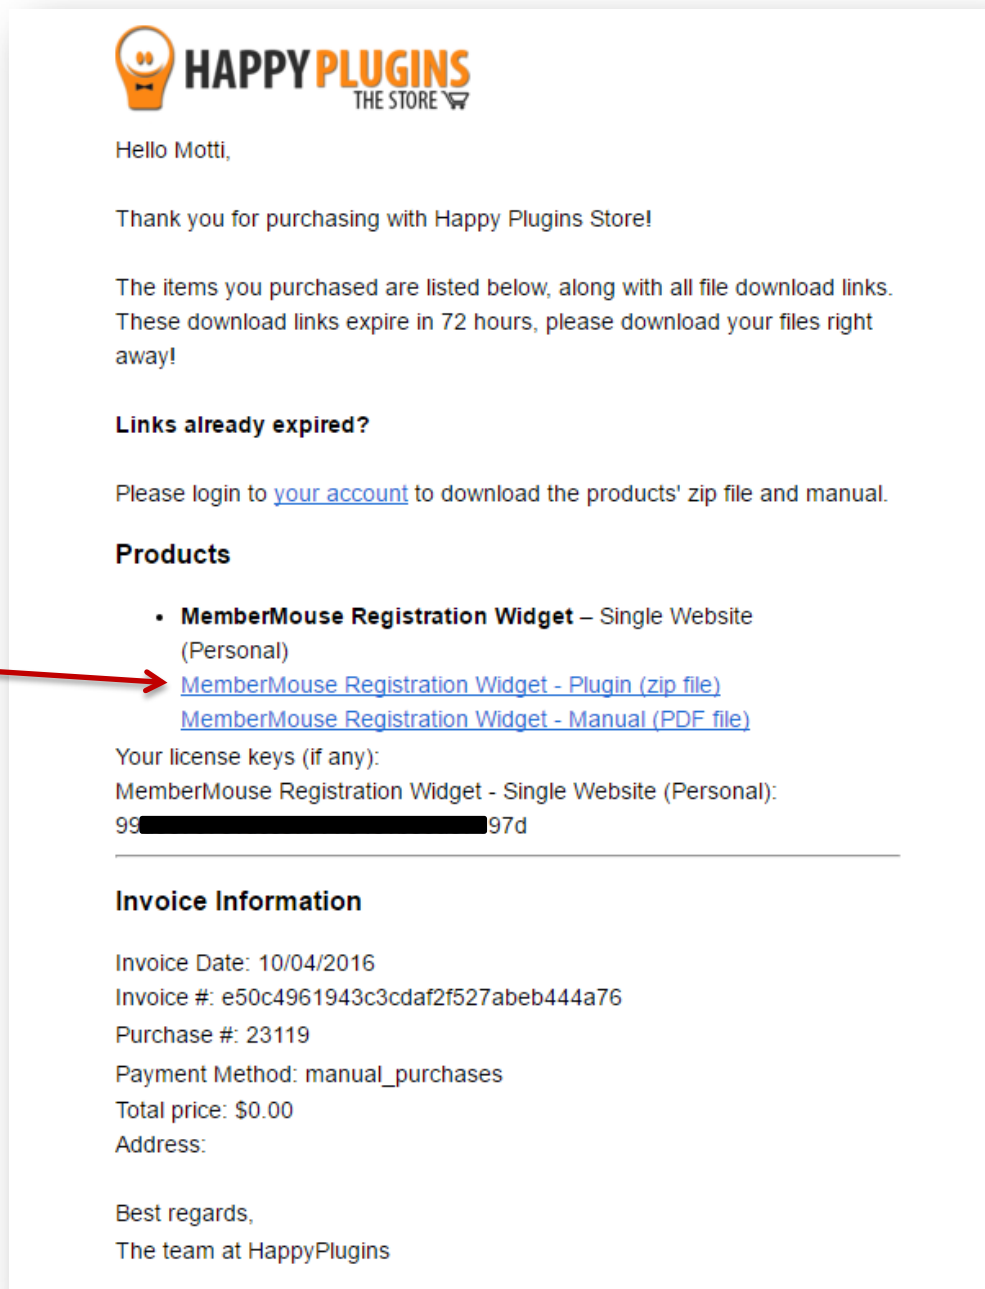 HAPPY PLUGINS
THE STORE
Hello Motti,
Thank you for purchasing with Happy Plugins Store!
The items you purchased are listed below, along with all file download links.
These download links expire in 72 hours, please download your files right
away!
Links already expired?
Please login to your account to download the products' zip file and manual.
Products
• MemberMouse Registration Widget – Single Website
(Personal)
MemberMouse Registration Widget - Plugin (zip file)
MemberMouse Registration Widget - Manual (PDF file)
Your license keys (if any):
MemberMouse Registration Widget - Single Website (Personal):
99 97d
Invoice Information
Invoice Date: 10/04/2016
Invoice #: e50c4961943c3cdaf2f527abeb444a76
Purchase #: 23119
Payment Method: manual_purchases
Total price: $0.00
Address:
Best regards,
The team at HappyPlugins